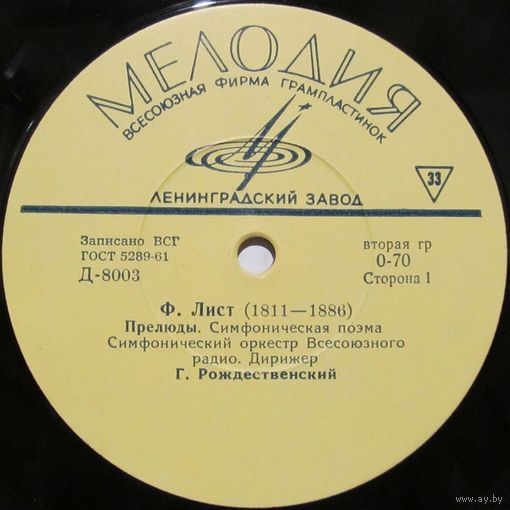 МЕЛОДИЯ
ВСЕСОЮЗНАЯ ФИРМА ГРАМПЛАСТИНОК
ЛЕНИНГРАДСКИЙ ЗАВОД
33
Записано ВСГ
ГОСТ 5289-61
Д-8003
вторая гр
0-70
Сторона 1
Ф. Лист (1811—1886)
Прелюды. Симфоническая поэма
Симфонический оркестр Всесоюзного
радио. Дирижер
Г. Рождественский
www.ay.by